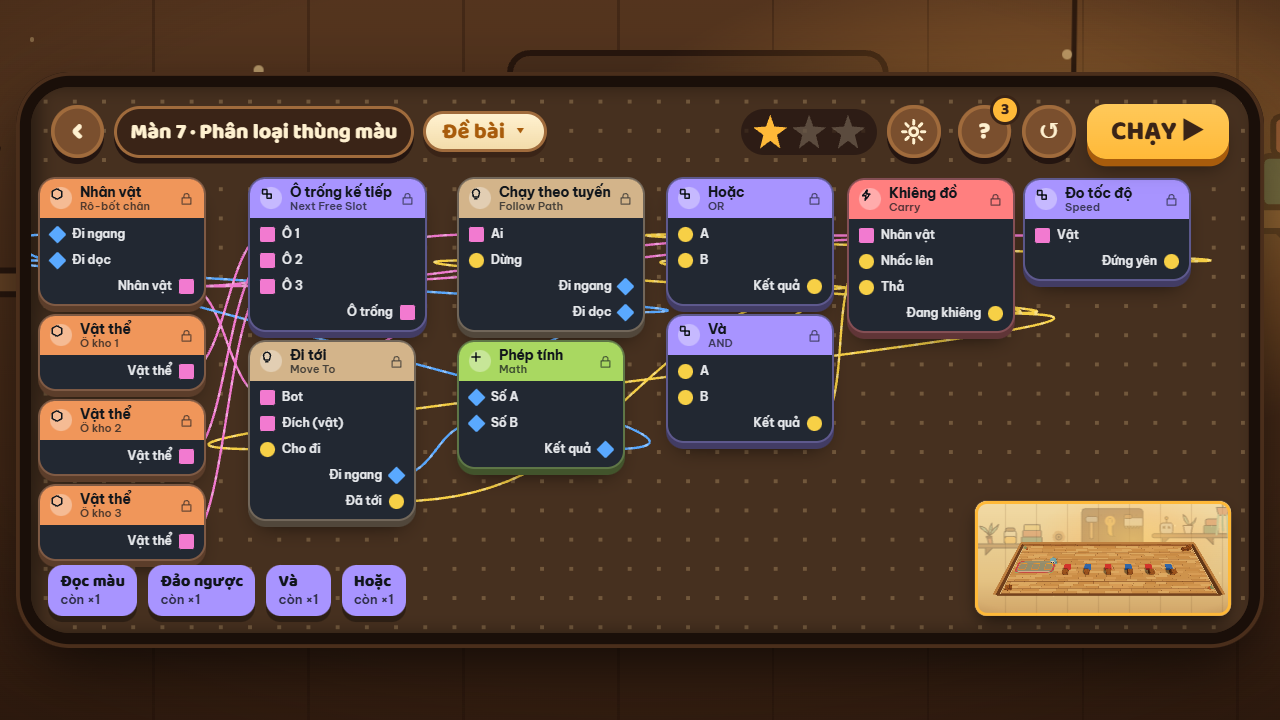 Màn 7 · Phân loại thùng màu
Đề bài
3
CHẠY
Nhân vật
Rô-bốt chân
Đi ngang
Đi dọc
Nhân vật
Vật thể
Ô kho 1
Vật thể
Vật thể
Ô kho 2
Vật thể
Vật thể
Ô kho 3
Vật thể
Ô trống kế tiếp
Next Free Slot
Ô 1
Ô 2
Ô 3
Ô trống
Đi tới
Move To
Bot
Đích (vật)
Cho đi
Đi ngang
Đã tới
Chạy theo tuyến
Follow Path
Ai
Dừng
Đi ngang
Đi dọc
Phép tính
Math
Số A
Số B
Kết quả
Hoặc
OR
A
B
Kết quả
Và
AND
A
B
Kết quả
Khiêng đồ
Carry
Nhân vật
Nhấc lên
Thả
Đang khiêng
Đo tốc độ
Speed
Vật
Đứng yên
Đọc màu
còn ×1
Đảo ngược
còn ×1
Và
còn ×1
Hoặc
còn ×1